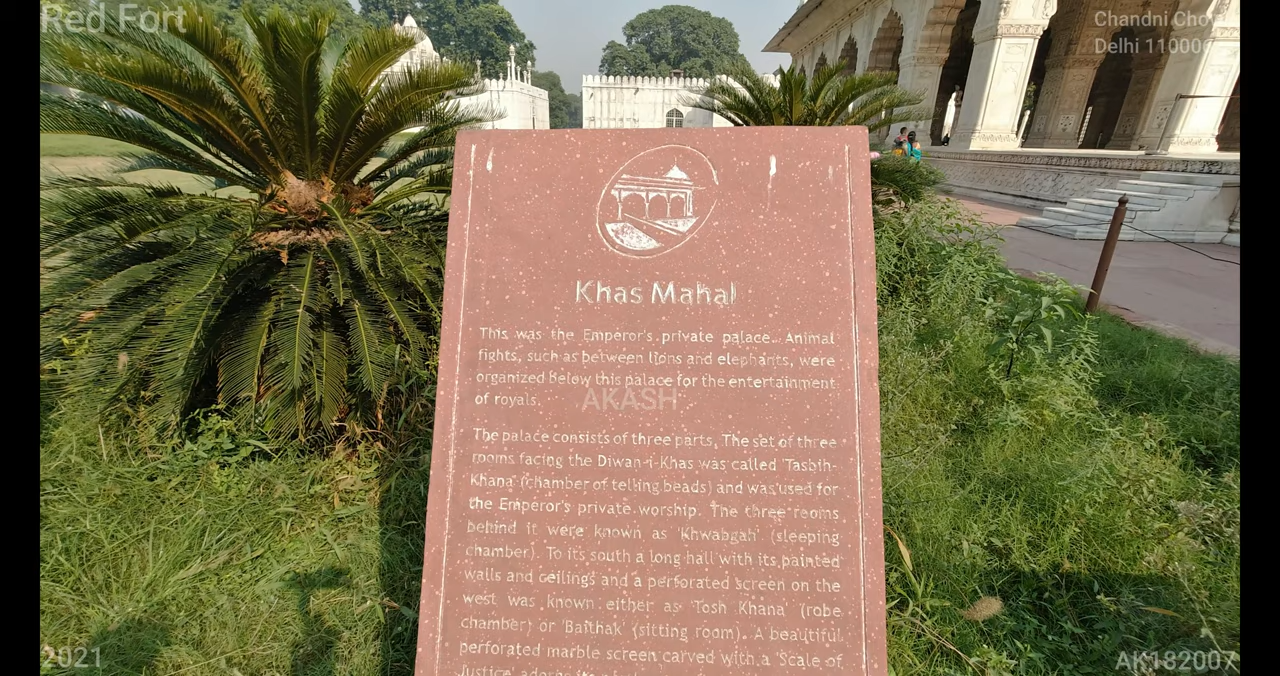 Red Fort
Chandni Chowk
Delhi 110006
Khas Mahal
This was the Emperor's private palace. Animal
fights, such as between lions and elephants, were
organized below this palace for the entertainment
of royals.
AKASH
The palace consists of three parts. The set of three
rooms facing the Diwan-i-Khas was called 'Tasbih-
Khana' (chamber of telling beads) and was used for
the Emperor's private worship. The three rooms
behind it were known as 'Khwabgah' (sleeping
chamber). To its south a long hall with its painted
walls and ceilings and a perforated screen on the
west was known either as 'Tosh Khana' (robe
chamber) or 'Baithak' (sitting room). A beautiful
perforated marble screen carved with a 'Scale of
Justice' adorns its
2021
AK182007